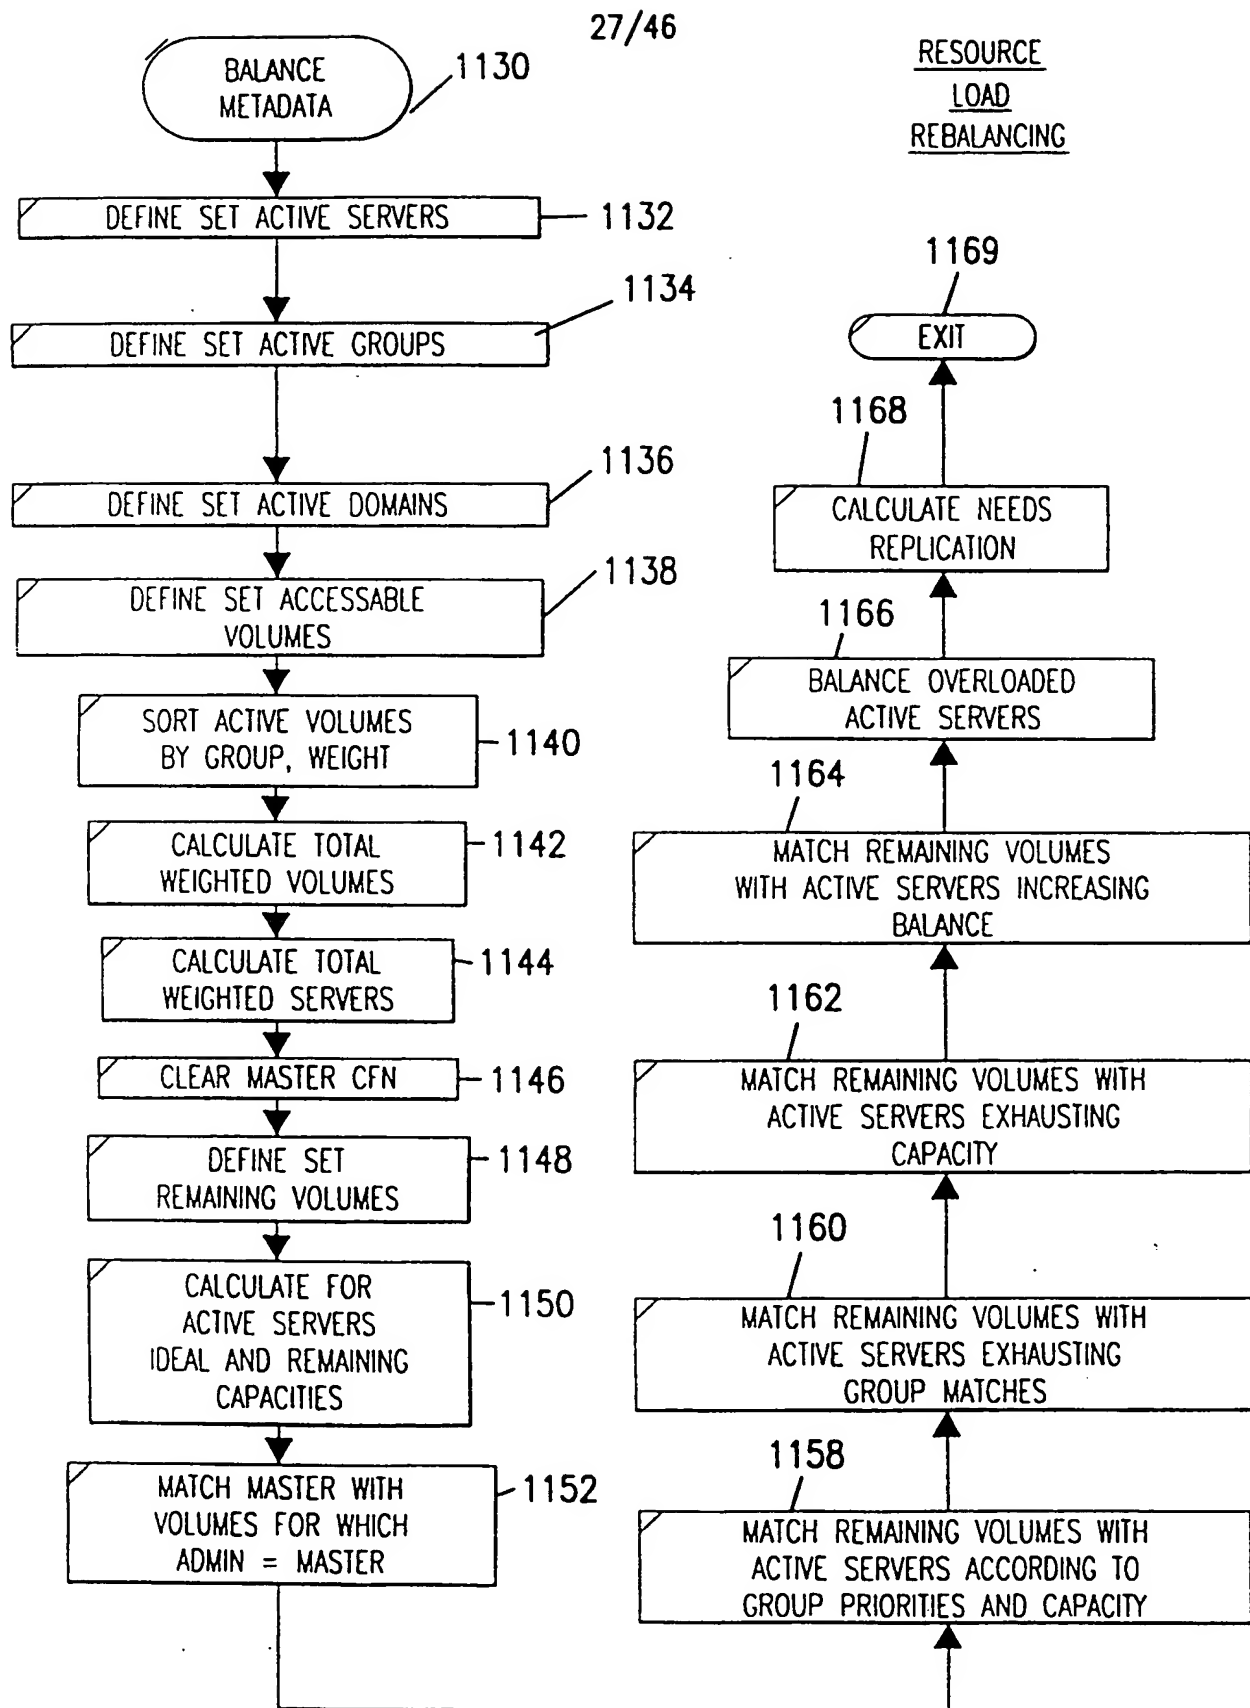 27/46
RESOURCE
LOAD
REBALANCING
BALANCE
METADATA
1130
DEFINE SET ACTIVE SERVERS
1132
DEFINE SET ACTIVE GROUPS
1134
DEFINE SET ACTIVE DOMAINS
1136
DEFINE SET ACCESSABLE
VOLUMES
1138
SORT ACTIVE VOLUMES
BY GROUP, WEIGHT
1140
CALCULATE TOTAL
WEIGHTED VOLUMES
1142
CALCULATE TOTAL
WEIGHTED SERVERS
1144
CLEAR MASTER CFN
1146
DEFINE SET
REMAINING VOLUMES
1148
CALCULATE FOR
ACTIVE SERVERS
IDEAL AND REMAINING
CAPACITIES
1150
MATCH MASTER WITH
VOLUMES FOR WHICH
ADMIN = MASTER
1152
1169
EXIT
1168
CALCULATE NEEDS
REPLICATION
1166
BALANCE OVERLOADED
ACTIVE SERVERS
1164
MATCH REMAINING VOLUMES
WITH ACTIVE SERVERS INCREASING
BALANCE
1162
MATCH REMAINING VOLUMES WITH
ACTIVE SERVERS EXHAUSTING
CAPACITY
1160
MATCH REMAINING VOLUMES WITH
ACTIVE SERVERS EXHAUSTING
GROUP MATCHES
1158
MATCH REMAINING VOLUMES WITH
ACTIVE SERVERS ACCORDING TO
GROUP PRIORITIES AND CAPACITY